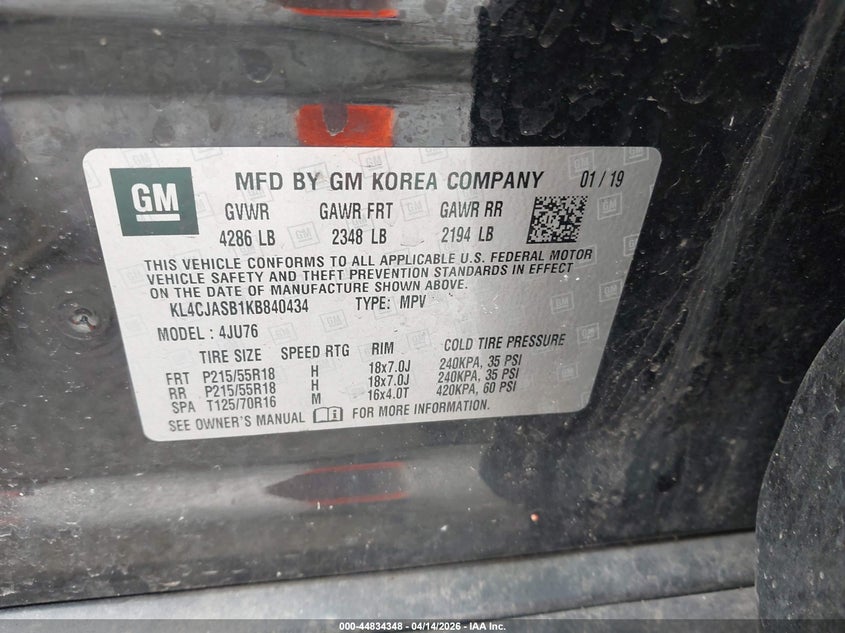 GM MFD BY GM KOREA COMPANY 01 / 19
GVWR GAWR FRT GAWR RR
4286 LB 2348 LB 2194 LB
THIS VEHICLE CONFORMS TO ALL APPLICABLE U.S. FEDERAL MOTOR
VEHICLE SAFETY AND THEFT PREVENTION STANDARDS IN EFFECT
ON THE DATE OF MANUFACTURE SHOWN ABOVE.
KL4CJASB1KB840434 TYPE: MPV
MODEL : 4JU76
TIRE SIZE SPEED RTG RIM COLD TIRE PRESSURE
FRT P215/55R18 H 18x7.0J 240KPA, 35 PSI
RR P215/55R18 H 18x7.0J 240KPA, 35 PSI
SPA T125/70R16 M 16x4.0T 420KPA, 60 PSI
SEE OWNER'S MANUAL FOR MORE INFORMATION.
000-44834348 - 04/14/2026 - IAA Inc.